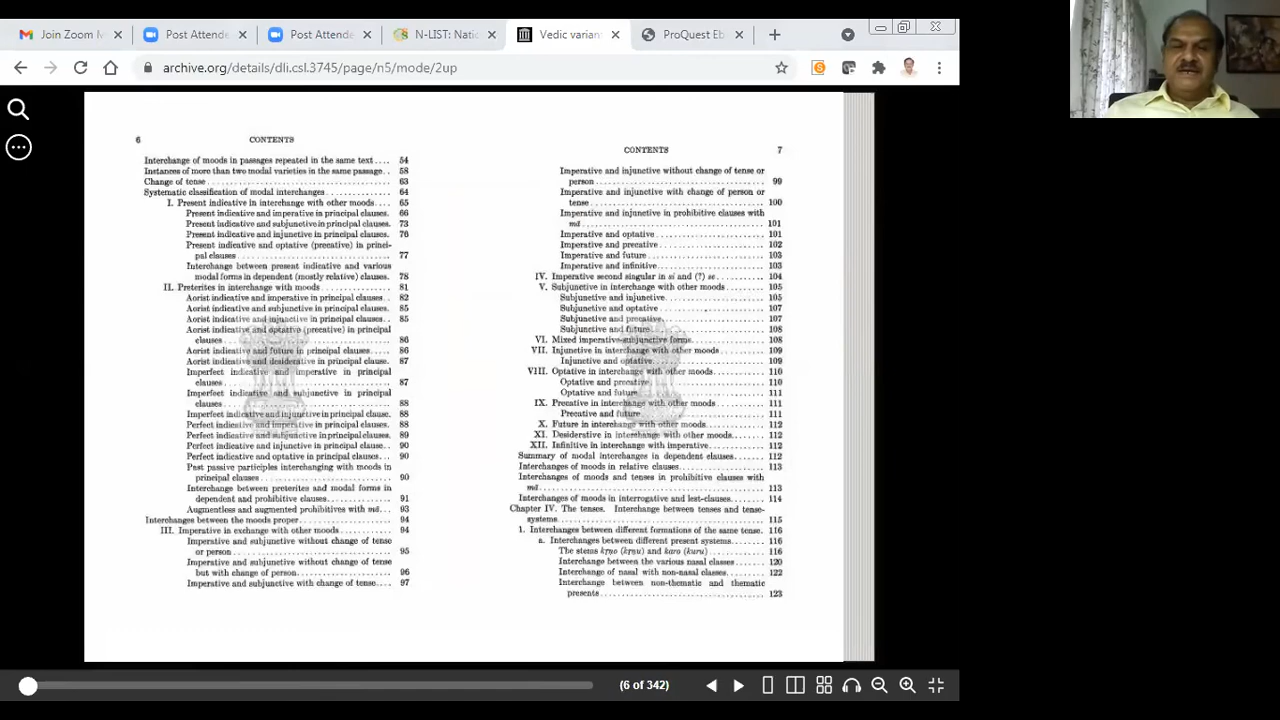 Join Zoom M
Post Attende
Post Attende
N-LIST: Nati
Vedic varian
ProQuest Eb
archive.org/details/dli.csl.3745/page/n5/mode/2up
6 CONTENTS
Interchange of moods in passages repeated in the same text.... 54
Instances of more than two modal varieties in the same passage.. 58
Change of tense 63
Systematic classification of modal interchanges 64
I. Present indicative in interchange with other moods.... 65
Present indicative and imperative in principal clauses. 66
Present indicative and subjunctive in principal clauses. 73
Present indicative and injunctive in principal clauses. 76
Present indicative and optative (precative) in princi-
pal clauses 77
Interchange between present indicative and various
modal forms in dependent (mostly relative) clauses. 78
II. Preterites in interchange with moods 81
Aorist indicative and imperative in principal clauses.. 82
Aorist indicative and subjunctive in principal clauses. 85
Aorist indicative and injunctive in principal clauses.. 85
Aorist indicative and optative (precative) in principal
clauses 86
Aorist indicative and future in principal clauses 86
Aorist indicative and desiderative in principal clause. 87
Imperfect indicative and imperative in principal
clauses 87
Imperfect indicative and subjunctive in principal
clauses 88
Imperfect indicative and injunctive in principal clause. 88
Perfect indicative and imperative in principal clauses. 88
Perfect indicative and subjunctive in principal clauses. 89
Perfect indicative and injunctive in principal clause.. 90
Perfect indicative and optative in principal clauses... 90
Past passive participles interchanging with moods in
principal clauses 90
Interchange between preterites and modal forms in
dependent and prohibitive clauses 91
Augmentless and augmented prohibitives with mā... 93
Interchanges between the moods proper 94
III. Imperative in exchange with other moods 94
Imperative and subjunctive without change of tense
or person 95
Imperative and subjunctive without change of tense
but with change of person 96
Imperative and subjunctive with change of tense.... 97
CONTENTS 7
Imperative and injunctive without change of tense or
person 99
Imperative and injunctive with change of person or
tense 100
Imperative and injunctive in prohibitive clauses with
mā 101
Imperative and optative 101
Imperative and precative 102
Imperative and future 103
Imperative and infinitive 103
IV. Imperative second singular in si and (?) se 104
V. Subjunctive in interchange with other moods 105
Subjunctive and injunctive 105
Subjunctive and optative 107
Subjunctive and precative 107
Subjunctive and future 108
VI. Mixed imperative-subjunctive forms 108
VII. Injunctive in interchange with other moods 109
Injunctive and optative 109
VIII. Optative in interchange with other moods 110
Optative and precative 110
Optative and future 111
IX. Precative in interchange with other moods 111
Precative and future 111
X. Future in interchange with other moods 112
XI. Desiderative in interchange with other moods 112
XII. Infinitive in interchange with imperative 112
Summary of modal interchanges in dependent clauses 112
Interchanges of moods in relative clauses 113
Interchanges of moods and tenses in prohibitive clauses with
mā 113
Interchanges of moods in interrogative and lest-clauses 114
Chapter IV. The tenses. Interchange between tenses and tense-
systems 115
1. Interchanges between different formations of the same tense. 116
a. Interchanges between different present systems 116
The stems kṛṇo (kṛṇu) and karo (kuru) 116
Interchange between the various nasal classes 120
Interchange of nasal with non-nasal classes 122
Interchange between non-thematic and thematic
presents 123
(6 of 342)